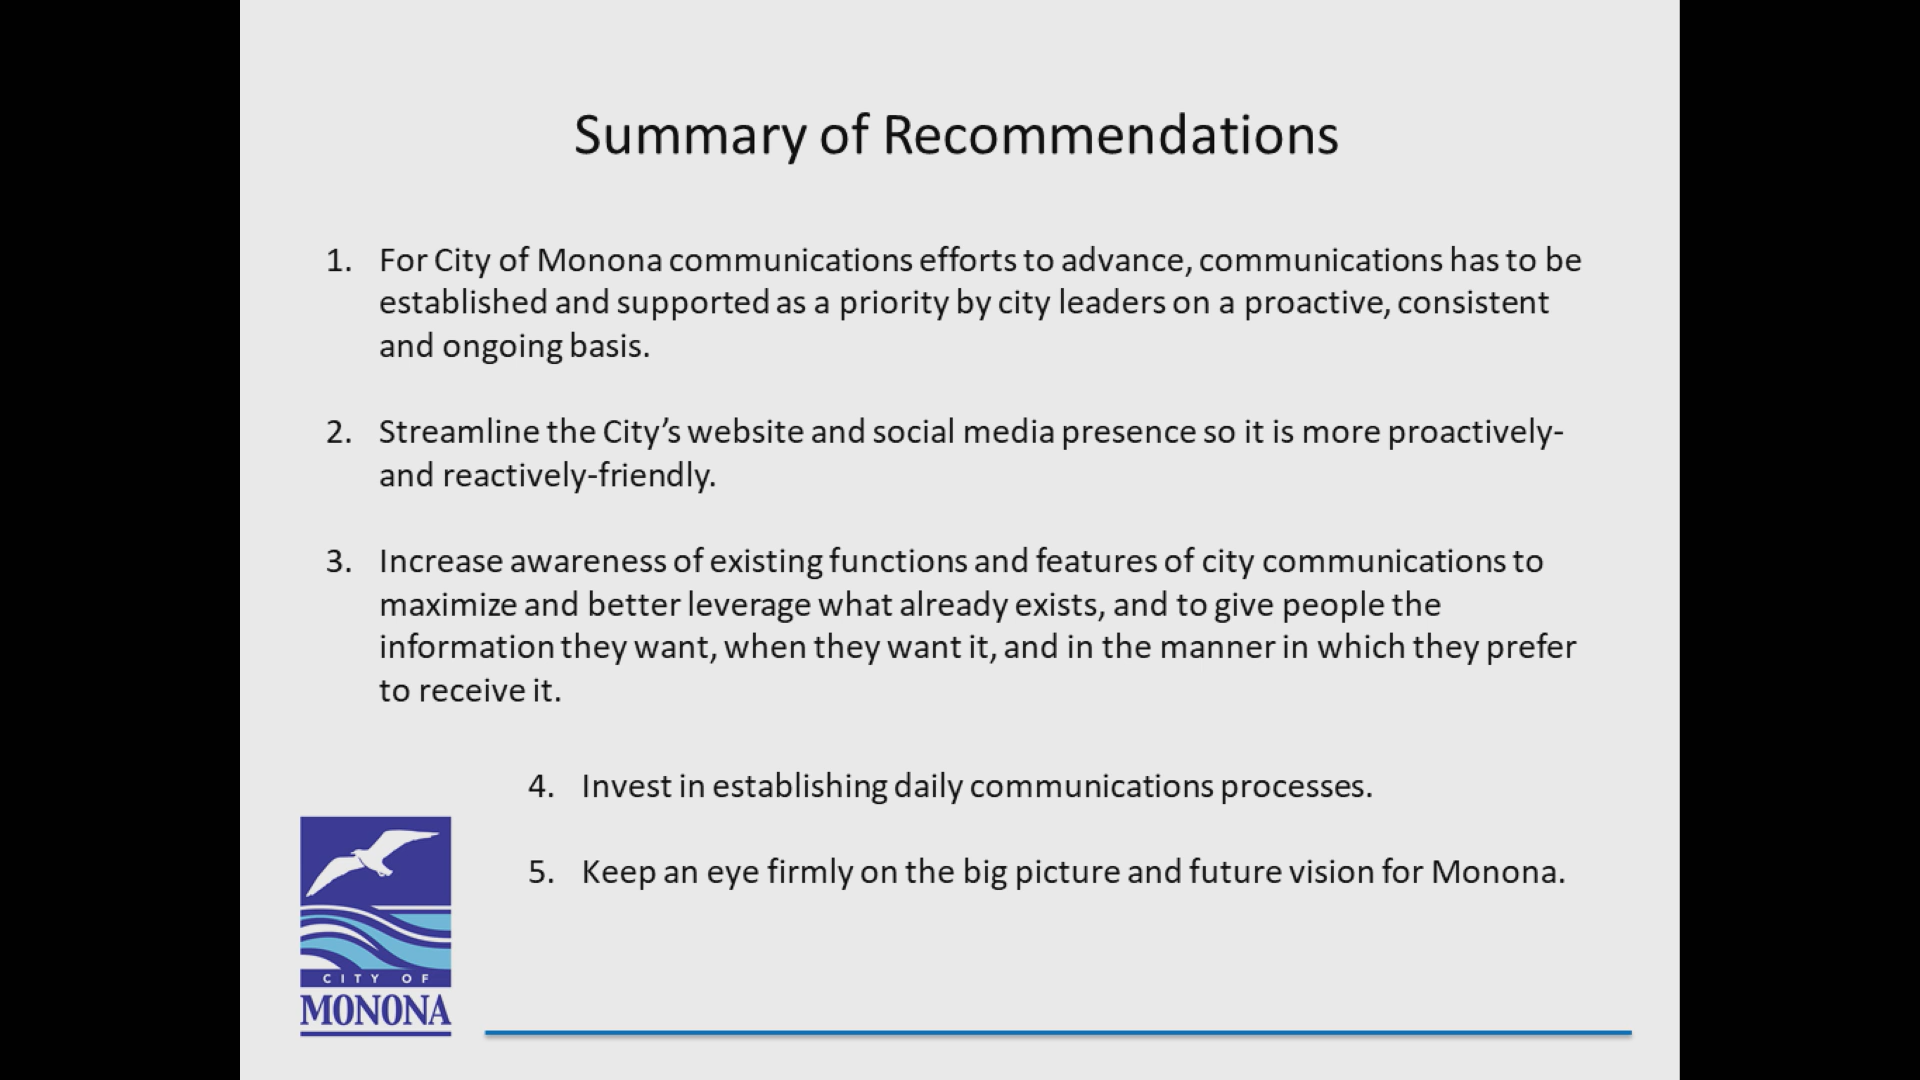 Summary of Recommendations
1. For City of Monona communications efforts to advance, communications has to be
established and supported as a priority by city leaders on a proactive, consistent
and ongoing basis.
2. Streamline the City’s website and social media presence so it is more proactively-
and reactively-friendly.
3. Increase awareness of existing functions and features of city communications to
maximize and better leverage what already exists, and to give people the
information they want, when they want it, and in the manner in which they prefer
to receive it.
4. Invest in establishing daily communications processes.
5. Keep an eye firmly on the big picture and future vision for Monona.
CITY OF
MONONA